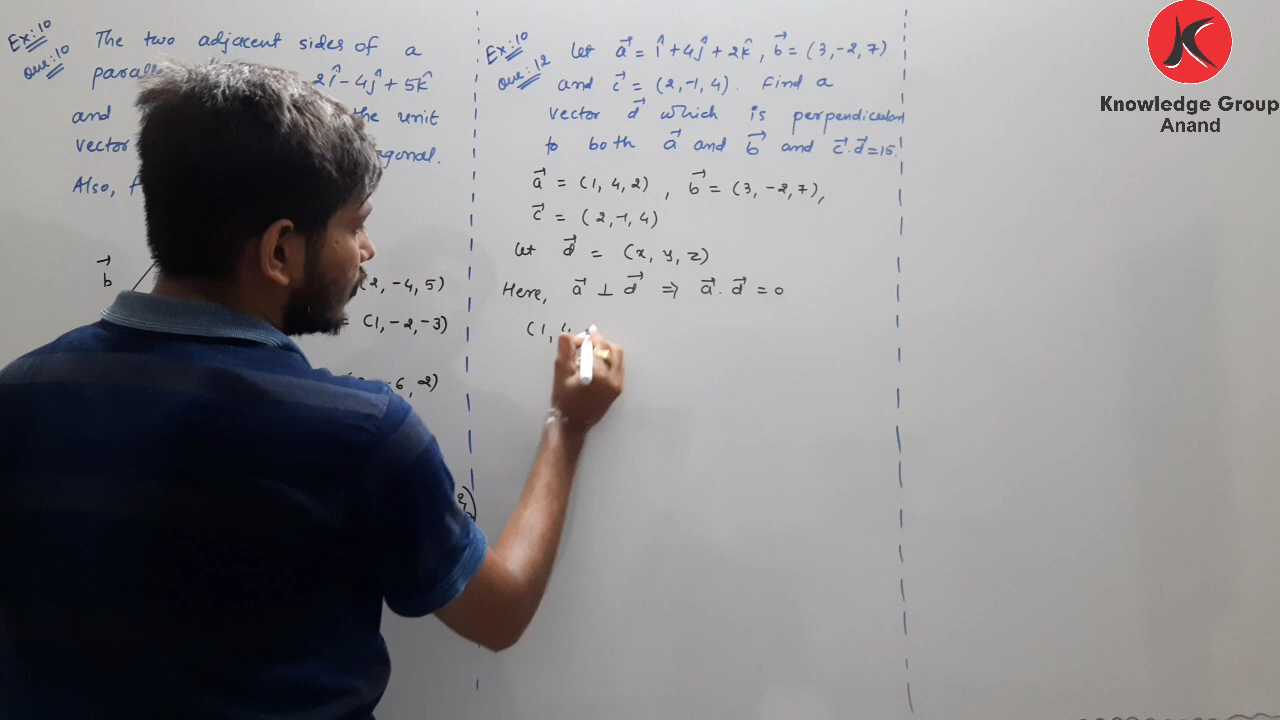 Ex:10
Que:10
The two adjacent sides of a
2î-4ĵ+5k̂
and the unit
vector
Also, f
b⃗
(2, -4, 5)
= (1, -2, -3)
-6, 2)
Ex:10
Que:12
Let a⃗ = î+4ĵ+2k̂, b⃗ = (3,-2,7)
and c⃗ = (2,-1,4). Find a
vector d⃗ which is perpendicular
to both a⃗ and b⃗ and c⃗.d⃗=15.
a⃗ = (1, 4, 2), b⃗ = (3, -2, 7),
c⃗ = (2,-1,4)
Let d⃗ = (x, y, z)
Here, a⃗ ⊥ d⃗ ⇒ a⃗. d⃗ = 0
(1, 4
K
Knowledge Group
Anand